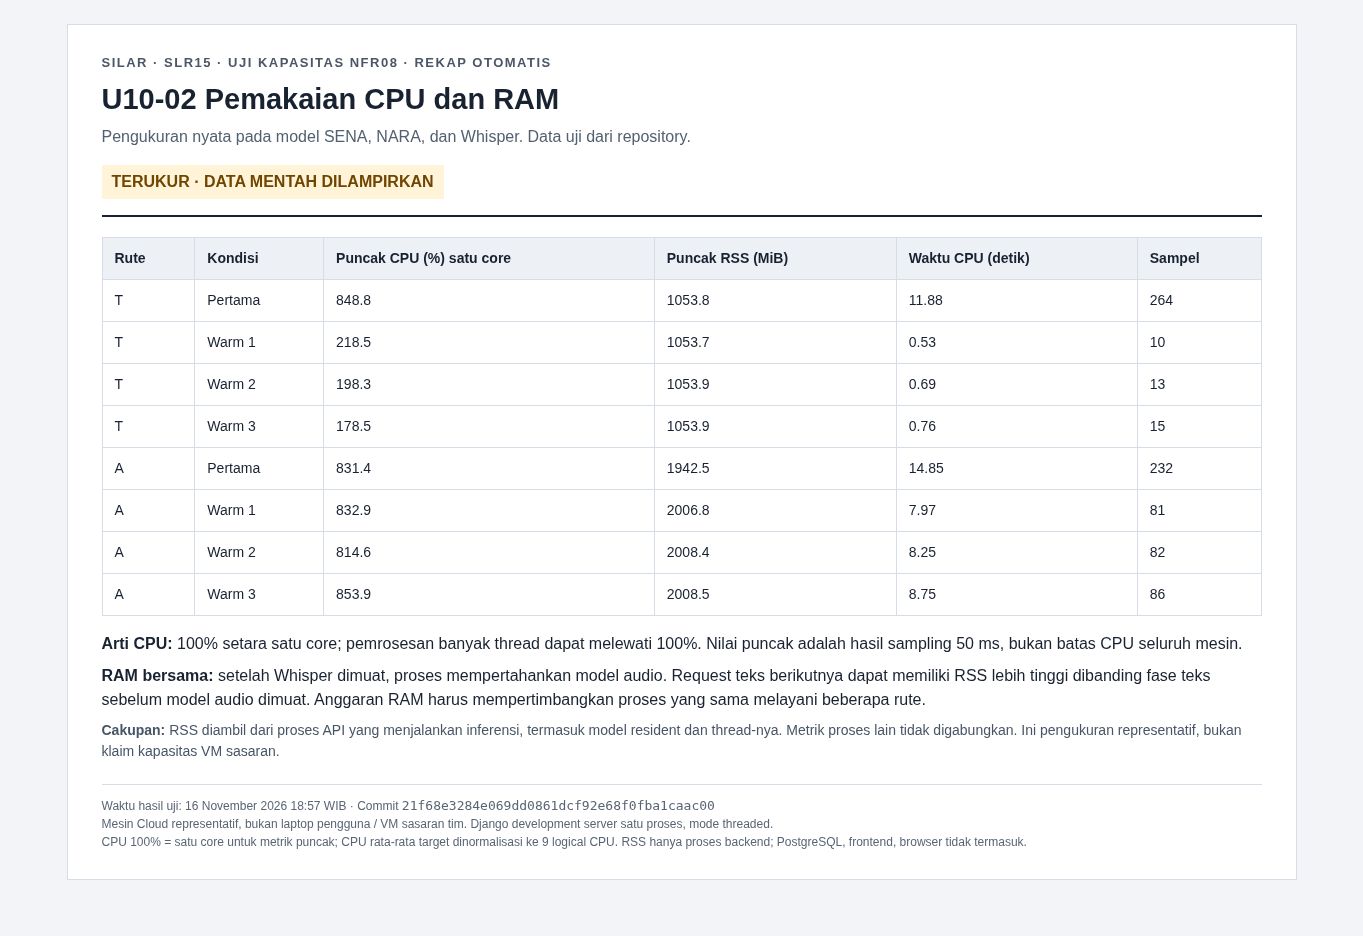 SILAR · SLR15 · UJI KAPASITAS NFR08 · REKAP OTOMATIS
U10-02 Pemakaian CPU dan RAM
Pengukuran nyata pada model SENA, NARA, dan Whisper. Data uji dari repository.
TERUKUR · DATA MENTAH DILAMPIRKAN
Rute Kondisi Puncak CPU (%) satu core Puncak RSS (MiB) Waktu CPU (detik) Sampel
T Pertama 848.8 1053.8 11.88 264
T Warm 1 218.5 1053.7 0.53 10
T Warm 2 198.3 1053.9 0.69 13
T Warm 3 178.5 1053.9 0.76 15
A Pertama 831.4 1942.5 14.85 232
A Warm 1 832.9 2006.8 7.97 81
A Warm 2 814.6 2008.4 8.25 82
A Warm 3 853.9 2008.5 8.75 86
Arti CPU: 100% setara satu core; pemrosesan banyak thread dapat melewati 100%. Nilai puncak adalah hasil sampling 50 ms, bukan batas CPU seluruh mesin.
RAM bersama: setelah Whisper dimuat, proses mempertahankan model audio. Request teks berikutnya dapat memiliki RSS lebih tinggi dibanding fase teks
sebelum model audio dimuat. Anggaran RAM harus mempertimbangkan proses yang sama melayani beberapa rute.
Cakupan: RSS diambil dari proses API yang menjalankan inferensi, termasuk model resident dan thread-nya. Metrik proses lain tidak digabungkan. Ini pengukuran representatif, bukan
klaim kapasitas VM sasaran.
Waktu hasil uji: 16 November 2026 18:57 WIB · Commit 21f68e3284e069dd0861dcf92e68f0fba1caac00
Mesin Cloud representatif, bukan laptop pengguna / VM sasaran tim. Django development server satu proses, mode threaded.
CPU 100% = satu core untuk metrik puncak; CPU rata-rata target dinormalisasi ke 9 logical CPU. RSS hanya proses backend; PostgreSQL, frontend, browser tidak termasuk.